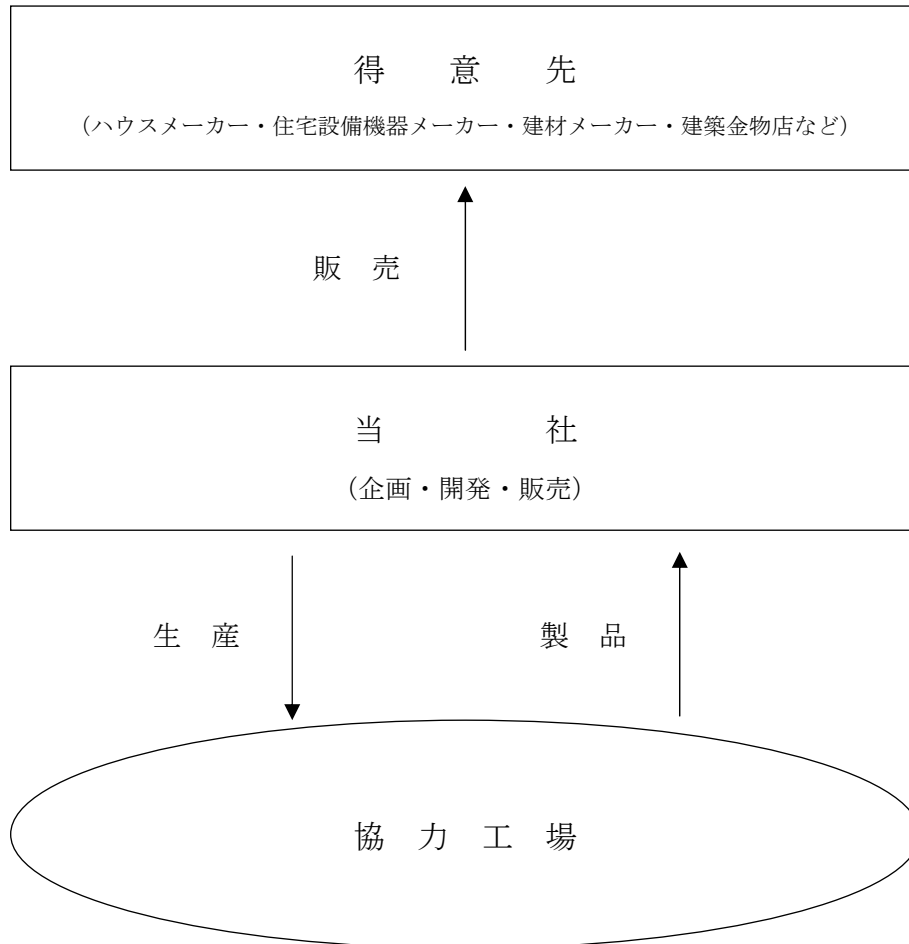 得意先
（ハウスメーカー・住宅設備機器メーカー・建材メーカー・建築金物店など）
販売
当社
（企画・開発・販売）
生産
製品
協力工場